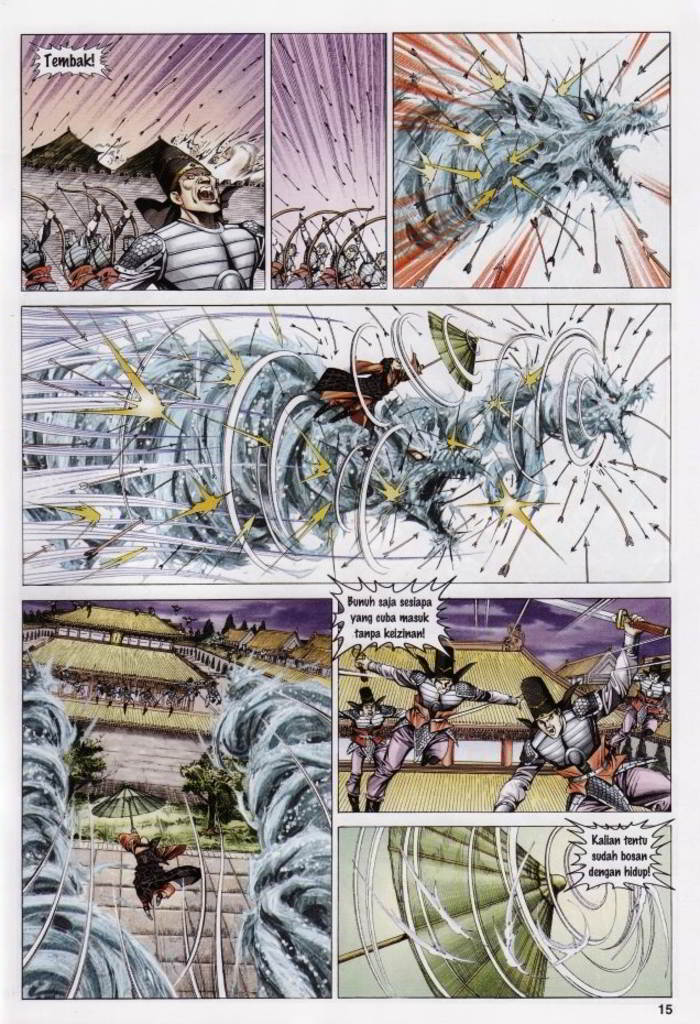 Tembak!
Bunuh saja sesiapa
yang cuba masuk
tanpa keizinan!
Kalian tentu
sudah bosan
dengan hidup!
15